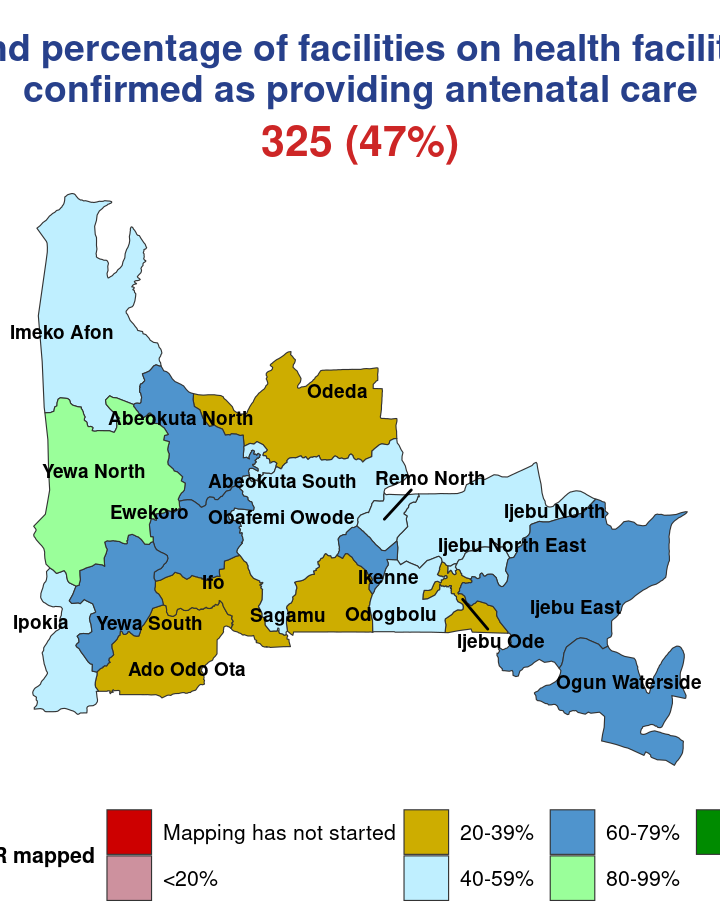 nd percentage of facilities on health facilit
confirmed as providing antenatal care
325 (47%)
Imeko Afon
Odeda
Abeokuta North
Yewa North
Abeokuta South
Remo North
Ewekoro
Obafemi Owode
Ijebu North
Ijebu North East
Ifo
Ikenne
Ipokia
Yewa South
Sagamu
Odogbolu
Ijebu East
Ijebu Ode
Ado Odo Ota
Ogun Waterside
R mapped
Mapping has not started
20-39%
60-79%
<20%
40-59%
80-99%